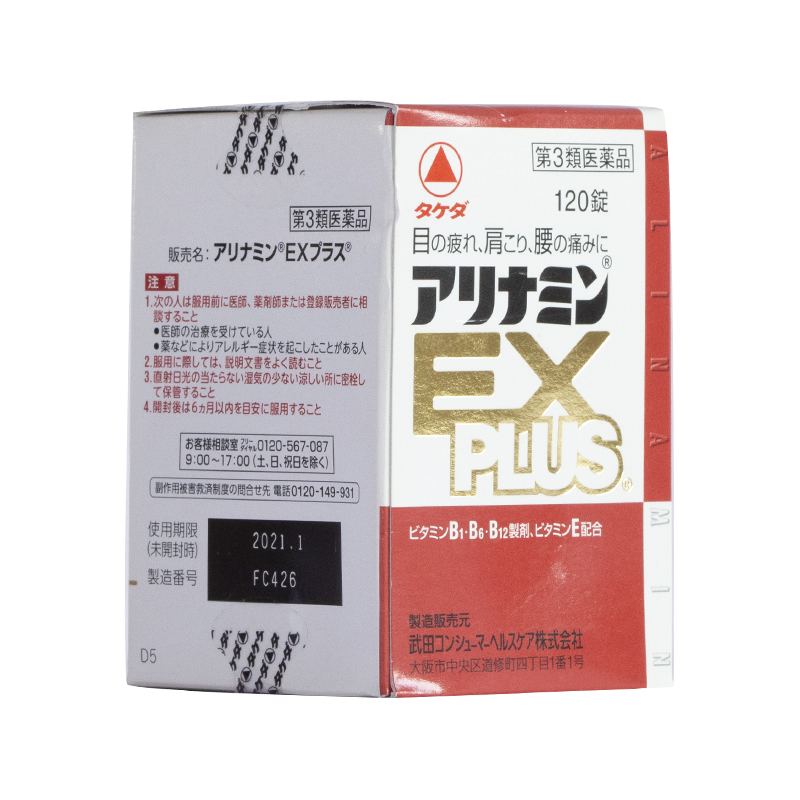 第3類医薬品
販売名：アリナミン®EXプラス®
注意
1.次の人は服用前に医師、薬剤師または登録販売者に相
談すること
●医師の治療を受けている人
●薬などによりアレルギー症状を起こしたことがある人
2.服用に際しては、説明文書をよく読むこと
3.直射日光の当たらない湿気の少ない涼しい所に密栓し
て保管すること
4.開封後は6ヵ月以内を目安に服用すること
お客様相談室 フリーダイヤル 0120-567-087
9:00～17:00（土、日、祝日を除く）
副作用被害救済制度の問合せ先 電話0120-149-931
使用期限
(未開封時)
2021.1
製造番号
FC426
D5
タケダ
第3類医薬品
120錠
目の疲れ、肩こり、腰の痛みに
アリナミン®
EX
PLUS®
ビタミンB1・B6・B12製剤、ビタミンE配合
製造販売元
武田コンシューマーヘルスケア株式会社
大阪市中央区道修町四丁目1番1号
ALINAMIN